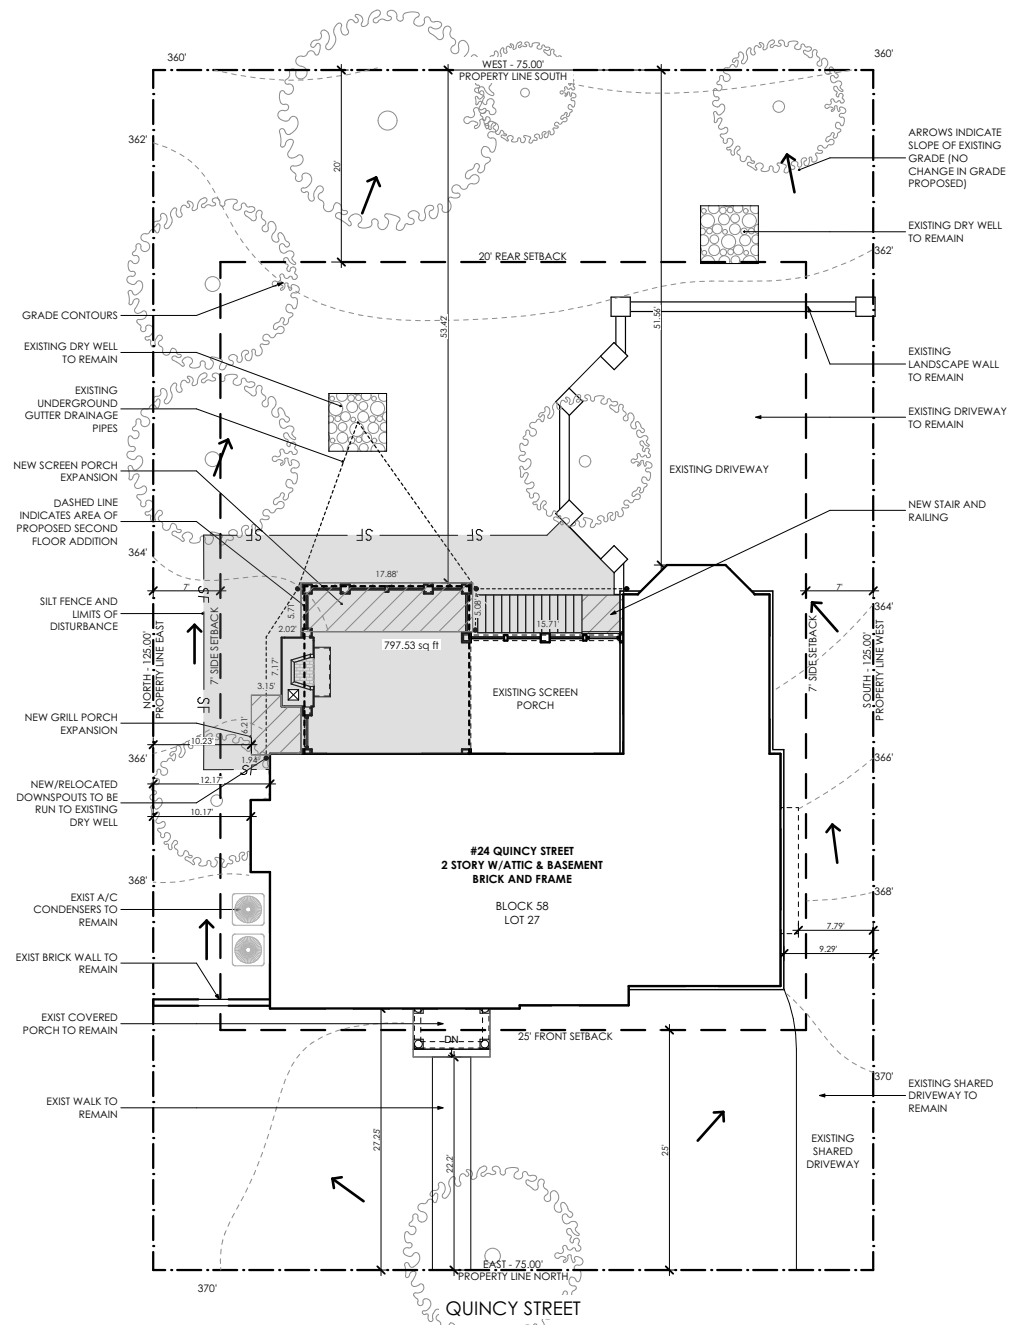 360'
WEST - 75.00'
PROPERTY LINE SOUTH
360'
362'
20'
ARROWS INDICATE
SLOPE OF EXISTING
GRADE (NO
CHANGE IN GRADE
PROPOSED)
EXISTING DRY WELL
TO REMAIN
362'
20' REAR SETBACK
GRADE CONTOURS
53.42'
51.56'
EXISTING DRY WELL
TO REMAIN
EXISTING
LANDSCAPE WALL
TO REMAIN
EXISTING
UNDERGROUND
GUTTER DRAINAGE
PIPES
EXISTING DRIVEWAY
TO REMAIN
NEW SCREEN PORCH
EXPANSION
EXISTING DRIVEWAY
DASHED LINE
INDICATES AREA OF
PROPOSED SECOND
FLOOR ADDITION
NEW STAIR AND
RAILING
SF
SF
SF
364'
17.88'
7'
7'
SILT FENCE AND
LIMITS OF
DISTURBANCE
SF
5.71'
5.08'
15.71'
364'
2.02'
797.53 sq ft
7' SIDE SETBACK
7' SIDE SETBACK
NORTH - 125.00'
PROPERTY LINE EAST
SOUTH - 125.00'
PROPERTY LINE WEST
7.17'
3.15'
SF
EXISTING SCREEN
PORCH
NEW GRILL PORCH
EXPANSION
6.21'
10.23'
366'
1.94'
SF
366'
12.17'
NEW/RELOCATED
DOWNSPOUTS TO BE
RUN TO EXISTING
DRY WELL
10.17'
#24 QUINCY STREET
2 STORY W/ATTIC & BASEMENT
BRICK AND FRAME
BLOCK 58
LOT 27
368'
368'
EXIST A/C
CONDENSERS TO
REMAIN
7.79'
9.29'
EXIST BRICK WALL TO
REMAIN
EXIST COVERED
PORCH TO REMAIN
DN
25' FRONT SETBACK
370'
EXISTING SHARED
DRIVEWAY TO
REMAIN
EXIST WALK TO
REMAIN
27.25'
22.2'
25'
EXISTING
SHARED
DRIVEWAY
EAST - 75.00'
PROPERTY LINE NORTH
370'
QUINCY STREET